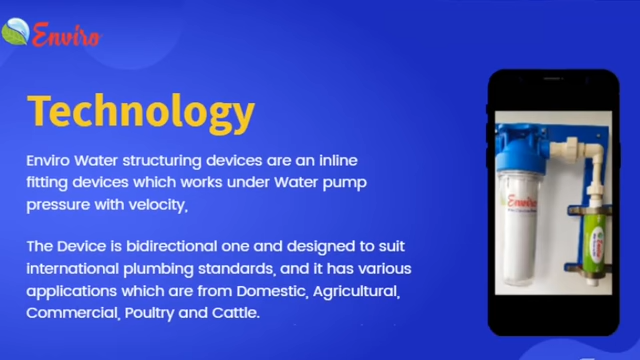 Enviro
Technology
Enviro Water structuring devices are an inline
fitting devices which works under Water pump
pressure with velocity,
The Device is bidirectional one and designed to suit
international plumbing standards, and it has various
applications which are from Domestic, Agricultural,
Commercial, Poultry and Cattle.
Enviro